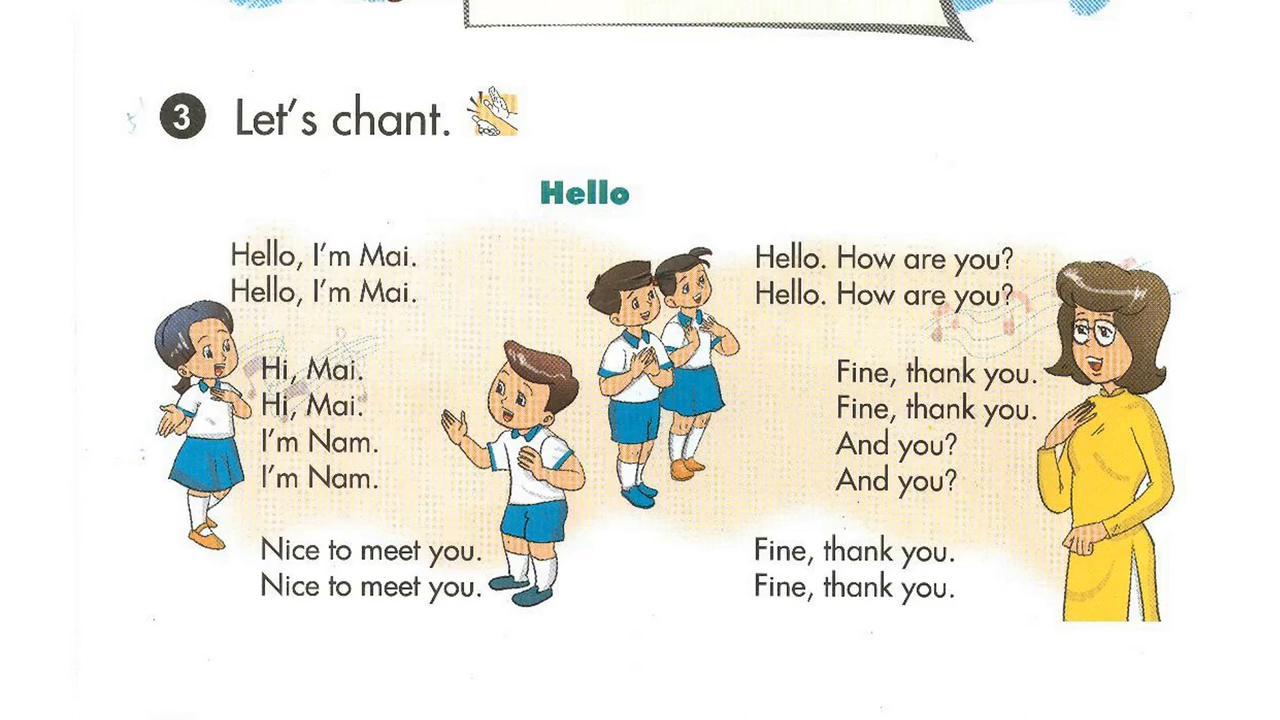 3 Let's chant.
Hello
Hello, I'm Mai.
Hello, I'm Mai.
Hi, Mai.
Hi, Mai.
I'm Nam.
I'm Nam.
Nice to meet you.
Nice to meet you.
Hello. How are you?
Hello. How are you?
Fine, thank you.
Fine, thank you.
And you?
And you?
Fine, thank you.
Fine, thank you.